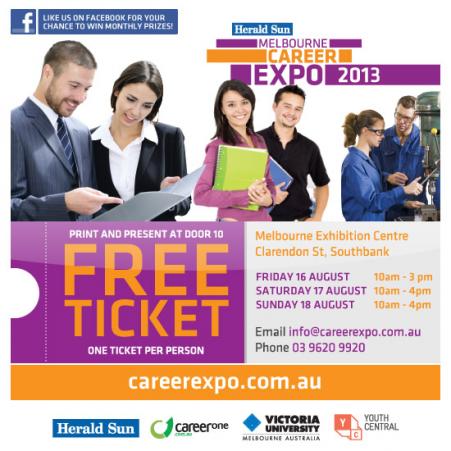 LIKE US ON FACEBOOK FOR YOUR
CHANCE TO WIN MONTHLY PRIZES!
Herald Sun
MELBOURNE
CAREER
EXPO 2013
PRINT AND PRESENT AT DOOR 10
FREE
TICKET
ONE TICKET PER PERSON
Melbourne Exhibition Centre
Clarendon St, Southbank
FRIDAY 16 AUGUST 10am - 3 pm
SATURDAY 17 AUGUST 10am - 4pm
SUNDAY 18 AUGUST 10am - 4pm
Email info@careerexpo.com.au
Phone 03 9620 9920
careerexpo.com.au
Herald Sun
careerone
com.au
VICTORIA
UNIVERSITY
MELBOURNE AUSTRALIA
Y
C
YOUTH
CENTRAL